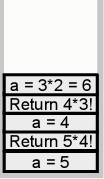 a = 3*2 = 6
Return 4*3!
a = 4
Return 5*4!
a = 5